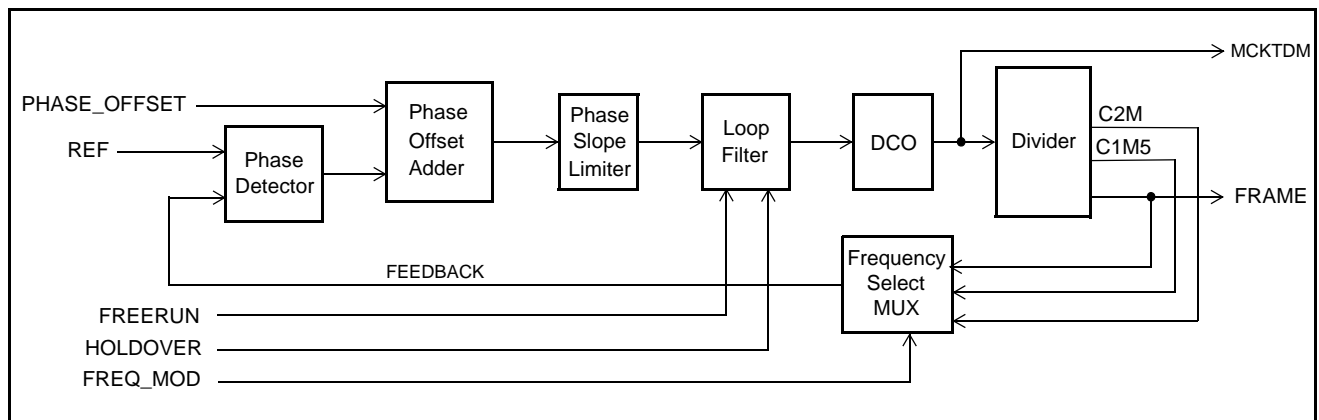 MCKTDM
PHASE_OFFSET
REF
Phase
Detector
Phase
Offset
Adder
Phase
Slope
Limiter
Loop
Filter
DCO
Divider
C2M
C1M5
FRAME
Frequency
Select
MUX
FEEDBACK
FREERUN
HOLDOVER
FREQ_MOD